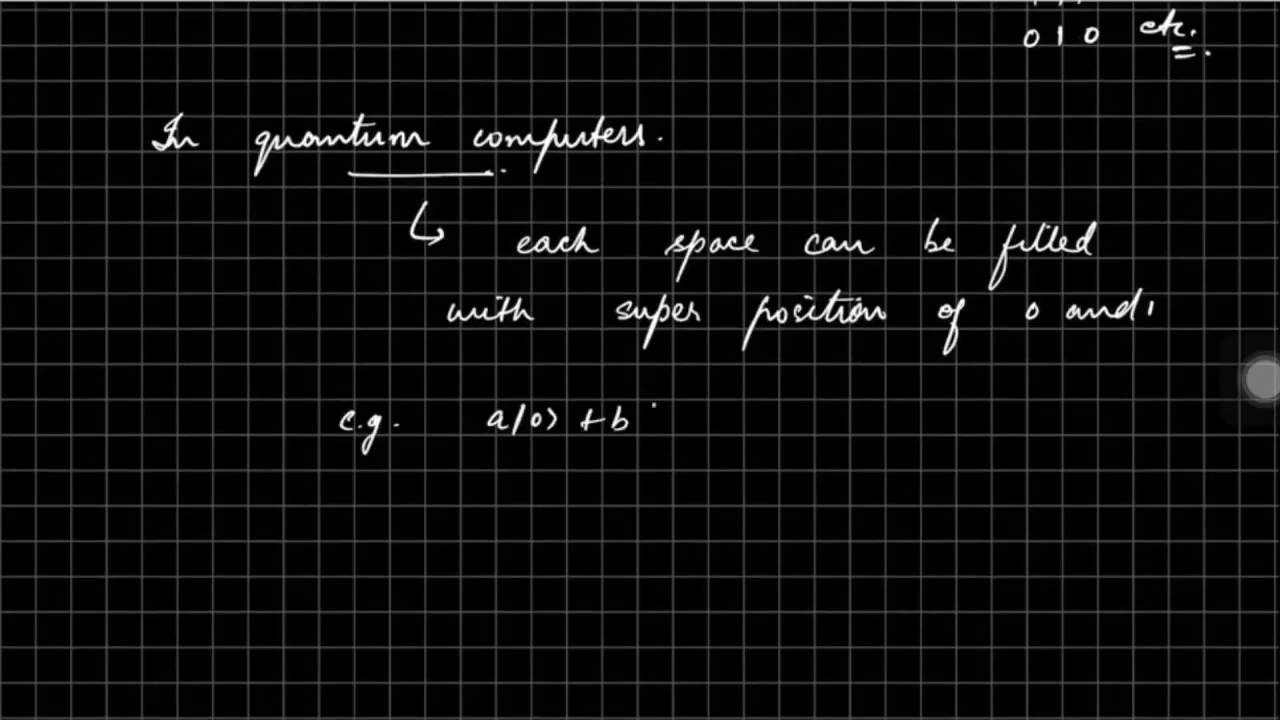 0 1 0 etc.
In quantum computers.
each space can be filled
with super position of 0 and 1
e.g. a|0> + b